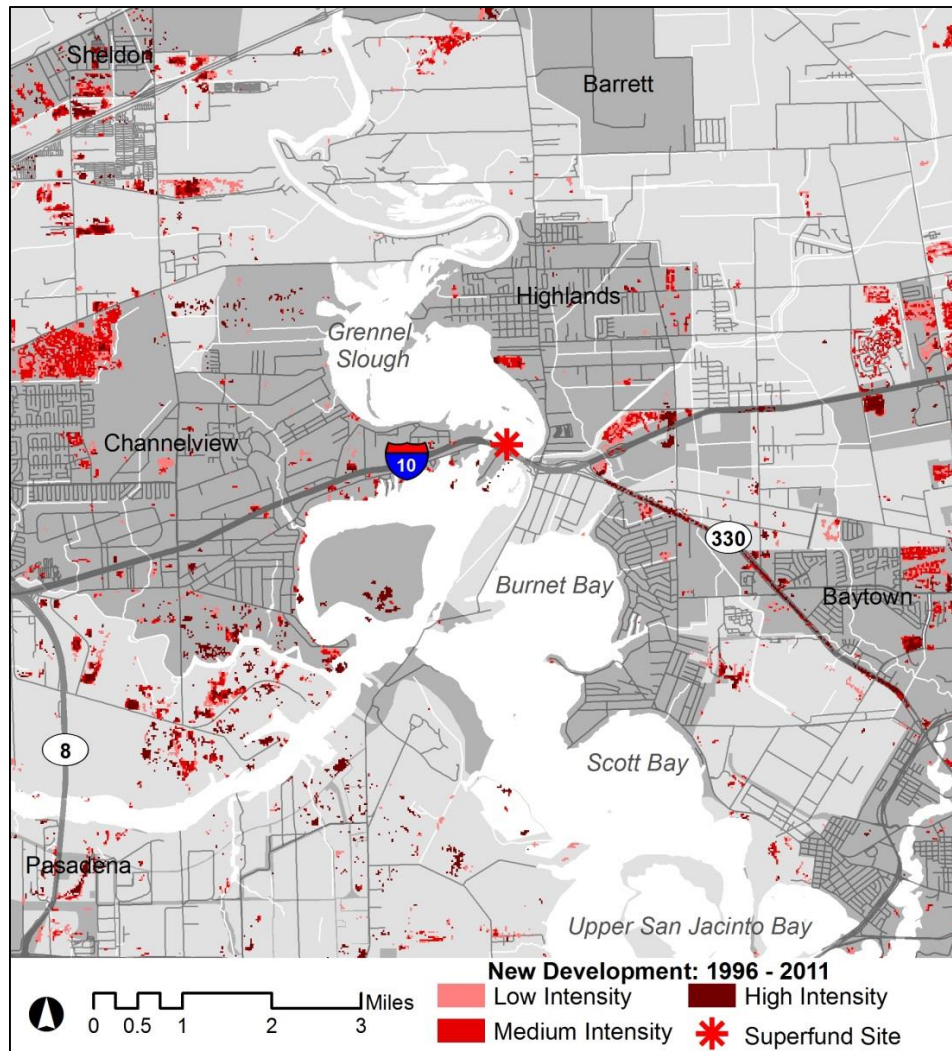 Sheldon
Barrett
Highlands
Grennel
Slough
Channelview
10
330
Burnet Bay
Baytown
8
Scott Bay
Pasadena
Upper San Jacinto Bay
New Development: 1996 - 2011
Miles
0 0.5 1 2 3
Low Intensity
High Intensity
Medium Intensity
Superfund Site